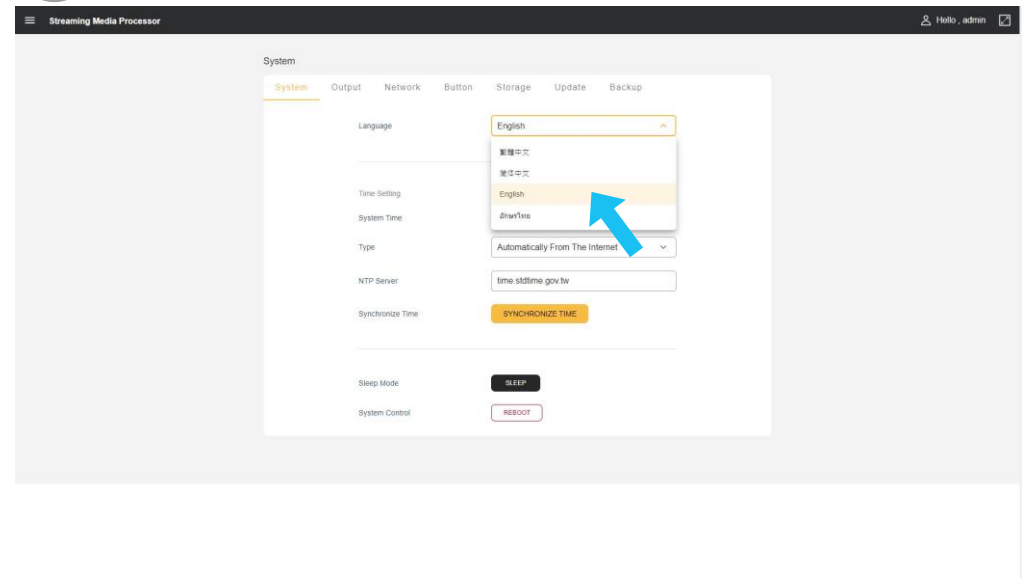 Streaming Media Processor
Hello , admin
System
System Output Network Button Storage Update Backup
Language English
繁體中文
简体中文
English
อักษรไทย
Time Setting
System Time
Type Automatically From The Internet
NTP Server time.stdtime.gov.tw
Synchronize Time SYNCHRONIZE TIME
Sleep Mode SLEEP
System Control REBOOT